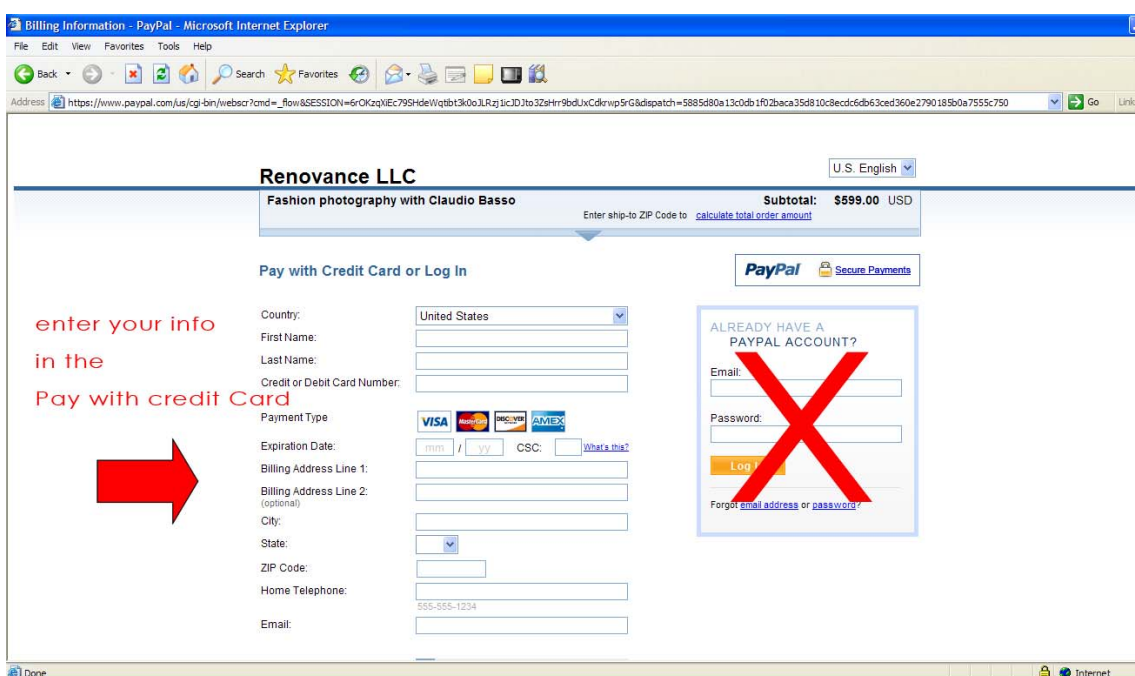 Billing Information - PayPal - Microsoft Internet Explorer
File Edit View Favorites Tools Help
Back Search Favorites
Address https://www.paypal.com/us/cgi-bin/webscr?cmd=_flow&SESSION=
Go Link
Renovance LLC
U.S. English
Fashion photography with Claudio Basso Subtotal: $599.00 USD
Enter ship-to ZIP Code to calculate total order amount
Pay with Credit Card or Log In
PayPal Secure Payments
enter your info
in the
Pay with credit Card
Country: United States
First Name:
Last Name:
Credit or Debit Card Number:
Payment Type VISA MasterCard DISCOVER AMEX
Expiration Date: mm / yy CSC: What's this?
Billing Address Line 1:
Billing Address Line 2:
(optional)
City:
State:
ZIP Code:
Home Telephone:
555-555-1234
Email:
ALREADY HAVE A
PAYPAL ACCOUNT?
Email:
Password:
Log
Forgot email address or password?
Done Internet